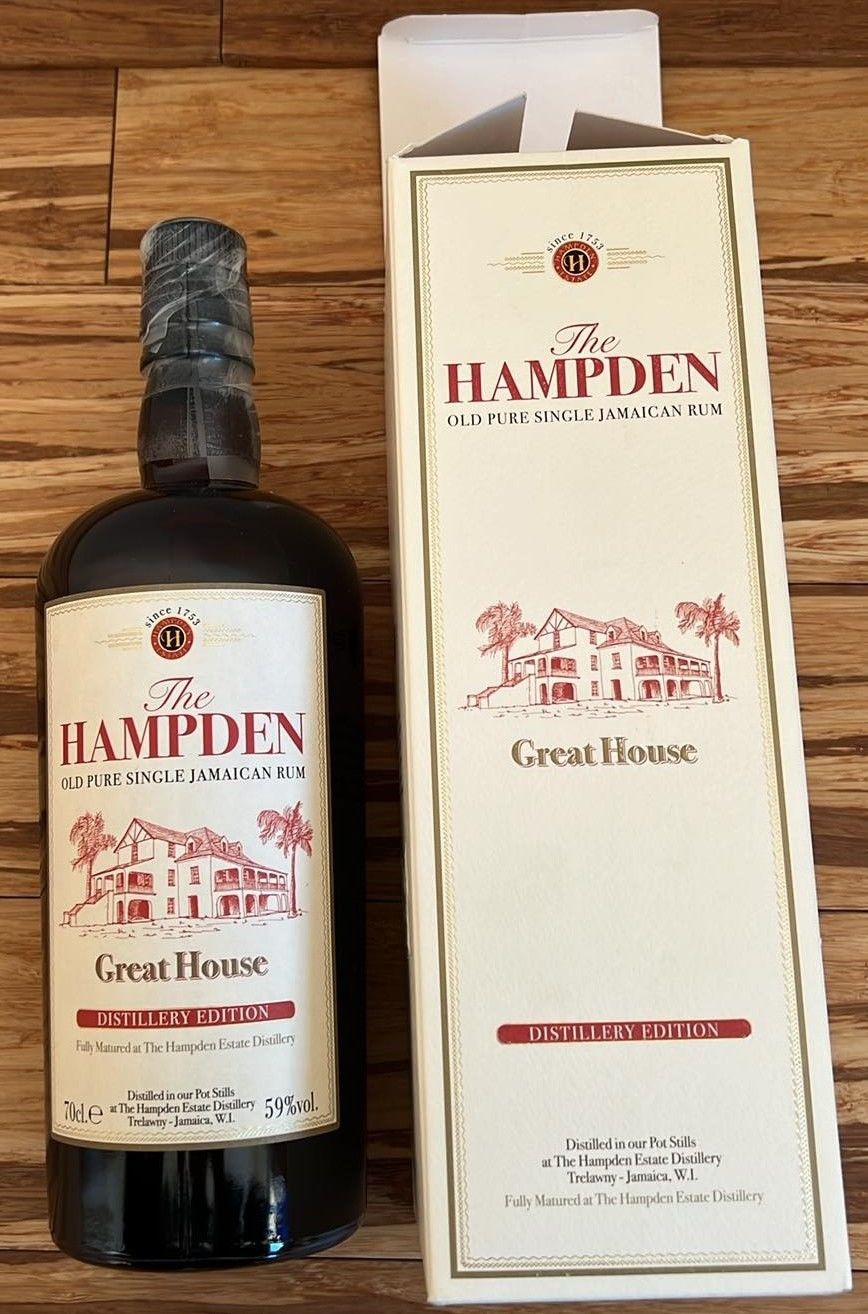 since 1753
HAMPDEN
H
ESTATE
The
HAMPDEN
OLD PURE SINGLE JAMAICAN RUM
Great House
DISTILLERY EDITION
Fully Matured at The Hampden Estate Distillery
Distilled in our Pot Stills
70cl.e at The Hampden Estate Distillery 59%vol.
Trelawny - Jamaica, W.I.
since 1753
HAMPDEN
H
ESTATE
The
HAMPDEN
OLD PURE SINGLE JAMAICAN RUM
Great House
DISTILLERY EDITION
Distilled in our Pot Stills
at The Hampden Estate Distillery
Trelawny - Jamaica, W.I.
Fully Matured at The Hampden Estate Distillery